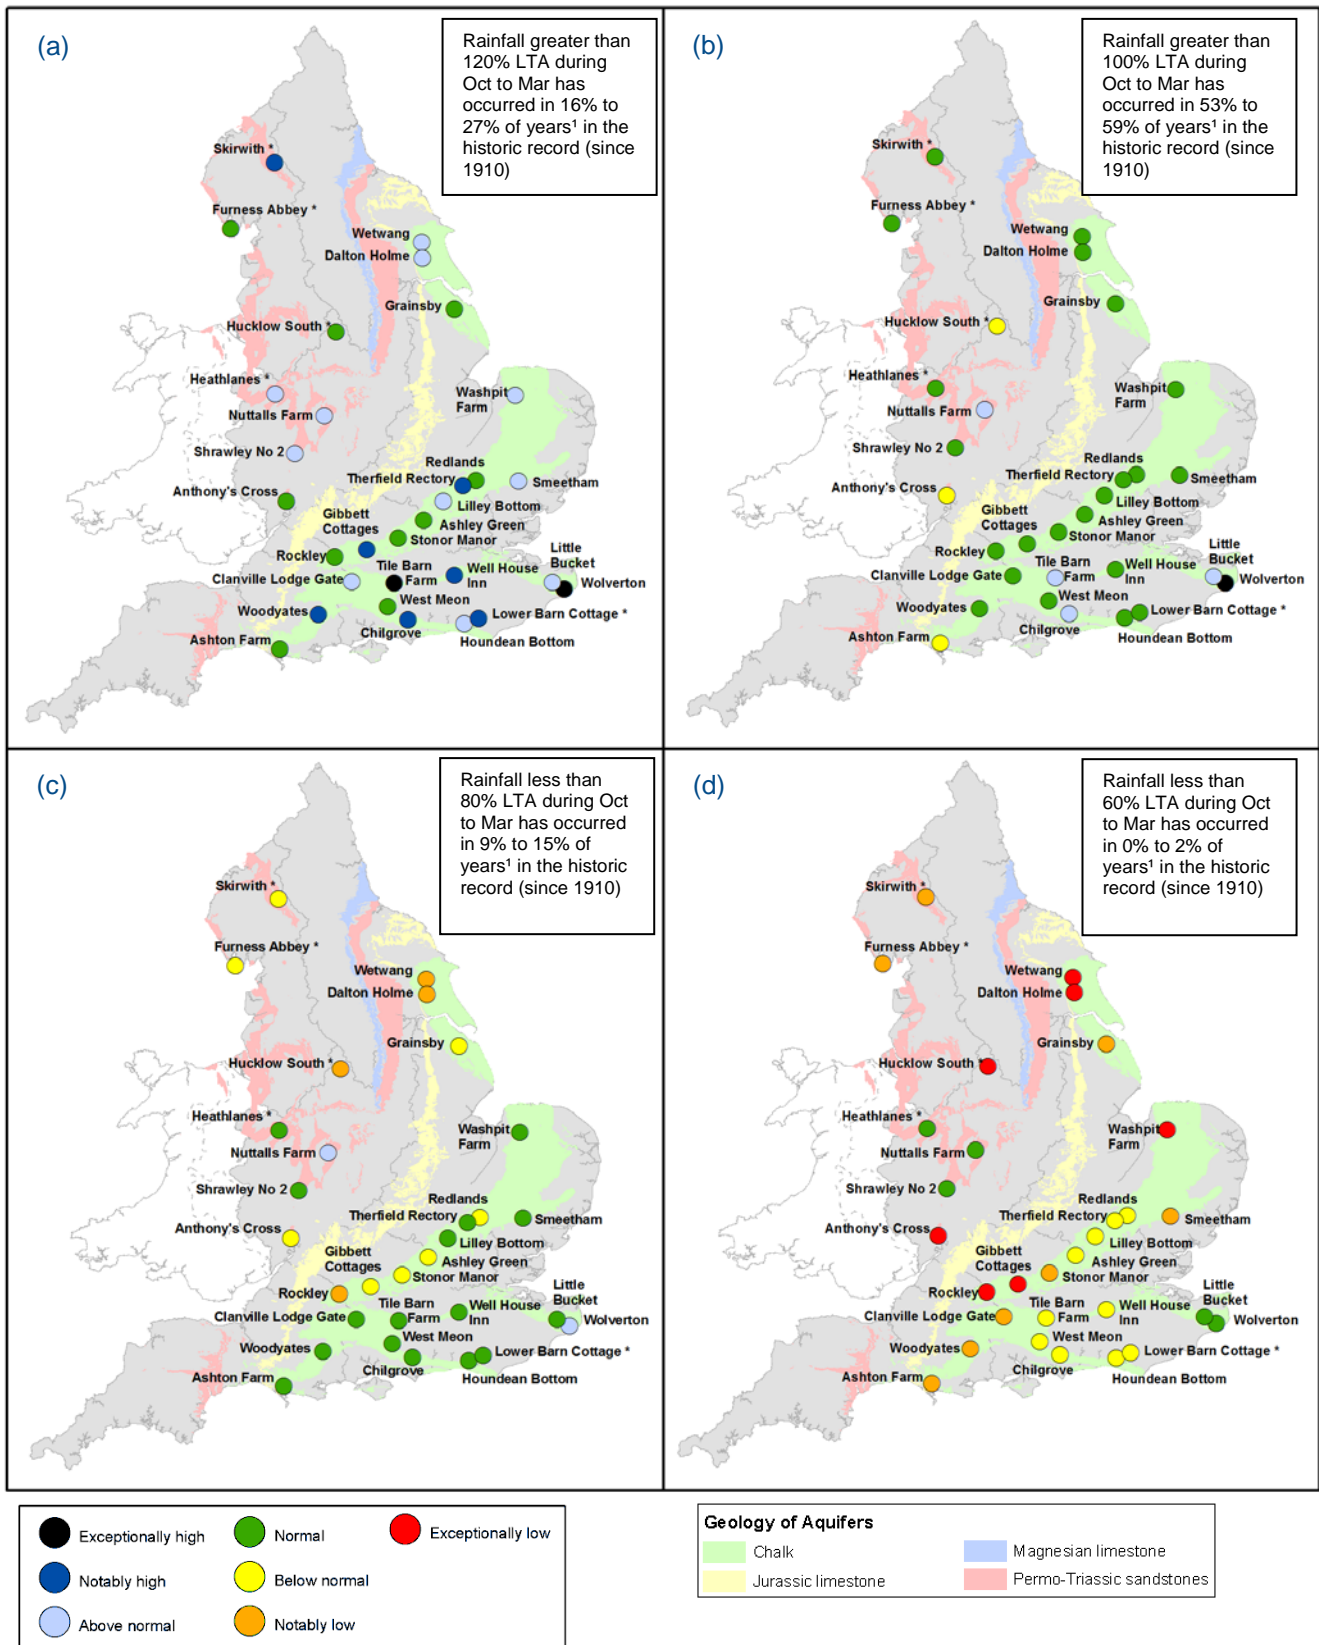 (a)
Rainfall greater than
120% LTA during
Oct to Mar has
occurred in 16% to
27% of years¹ in the
historic record (since
1910)
Skirwith *
Furness Abbey *
Wetwang
Dalton Holme
Grainsby
Hucklow South *
Heathlanes *
Nuttalls Farm
Washpit
Farm
Shrawley No 2
Redlands
Therfield Rectory
Smeetham
Anthony's Cross
Lilley Bottom
Gibbett
Cottages
Ashley Green
Stonor Manor
Rockley
Tile Barn
Farm
Well House
Inn
Little
Bucket
Clanville Lodge Gate
Wolverton
West Meon
Woodyates
Lower Barn Cottage *
Chilgrove
Ashton Farm
Houndean Bottom
(b)
Rainfall greater than
100% LTA during
Oct to Mar has
occurred in 53% to
59% of years¹ in the
historic record (since
1910)
Skirwith *
Furness Abbey *
Wetwang
Dalton Holme
Grainsby
Hucklow South *
Heathlanes *
Nuttalls Farm
Washpit
Farm
Shrawley No 2
Redlands
Therfield Rectory
Smeetham
Anthony's Cross
Lilley Bottom
Gibbett
Cottages
Ashley Green
Stonor Manor
Rockley
Tile Barn
Farm
Well House
Inn
Little
Bucket
Clanville Lodge Gate
Wolverton
West Meon
Woodyates
Lower Barn Cottage *
Chilgrove
Ashton Farm
Houndean Bottom
(c)
Rainfall less than
80% LTA during Oct
to Mar has occurred
in 9% to 15% of
years¹ in the historic
record (since 1910)
Skirwith *
Furness Abbey *
Wetwang
Dalton Holme
Grainsby
Hucklow South *
Heathlanes *
Nuttalls Farm
Washpit
Farm
Shrawley No 2
Redlands
Therfield Rectory
Smeetham
Anthony's Cross
Lilley Bottom
Gibbett
Cottages
Ashley Green
Stonor Manor
Rockley
Tile Barn
Farm
Well House
Inn
Little
Bucket
Clanville Lodge Gate
Wolverton
West Meon
Woodyates
Lower Barn Cottage *
Chilgrove
Ashton Farm
Houndean Bottom
(d)
Rainfall less than
60% LTA during Oct
to Mar has occurred
in 0% to 2% of
years¹ in the historic
record (since 1910)
Skirwith *
Furness Abbey *
Wetwang
Dalton Holme
Grainsby
Hucklow South *
Heathlanes *
Nuttalls Farm
Washpit
Farm
Shrawley No 2
Redlands
Therfield Rectory
Smeetham
Anthony's Cross
Lilley Bottom
Gibbett
Cottages
Ashley Green
Stonor Manor
Rockley
Tile Barn
Farm
Well House
Inn
Little
Bucket
Clanville Lodge Gate
Wolverton
West Meon
Woodyates
Lower Barn Cottage *
Chilgrove
Ashton Farm
Houndean Bottom
Exceptionally high
Normal
Exceptionally low
Notably high
Below normal
Above normal
Notably low
Geology of Aquifers
Chalk
Magnesian limestone
Jurassic limestone
Permo-Triassic sandstones